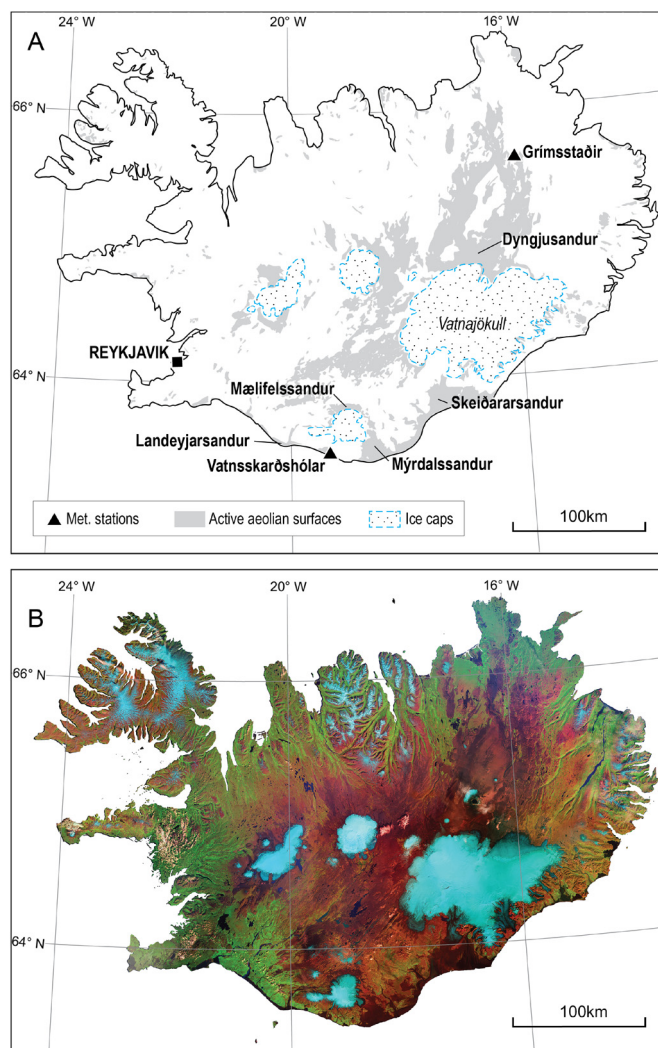 A
24° W
20° W
16° W
66° N
Grímsstaðir
Dyngjusandur
Vatnajökull
REYKJAVIK
64° N
Mælifelssandur
Skeiðararsandur
Landeyjarsandur
Vatnsskarðshólar
Mýrdalssandur
Met. stations
Active aeolian surfaces
Ice caps
100km
B
24° W
20° W
16° W
66° N
64° N
100km